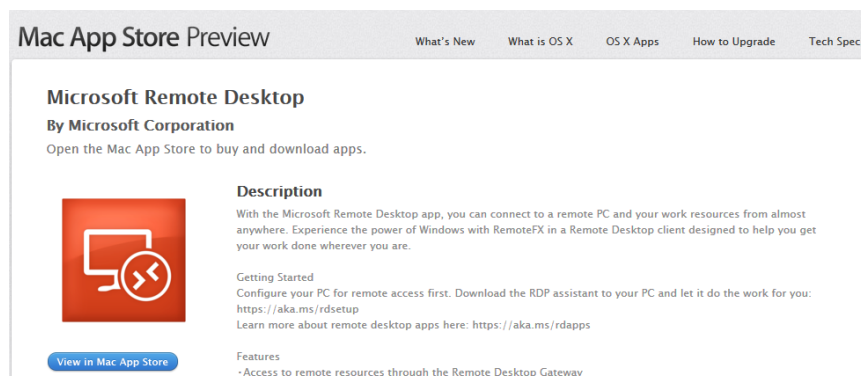 Mac App Store Preview
What's New What is OS X OS X Apps How to Upgrade Tech Spec
Microsoft Remote Desktop
By Microsoft Corporation
Open the Mac App Store to buy and download apps.
Description
With the Microsoft Remote Desktop app, you can connect to a remote PC and your work resources from almost
anywhere. Experience the power of Windows with RemoteFX in a Remote Desktop client designed to help you get
your work done wherever you are.
Getting Started
Configure your PC for remote access first. Download the RDP assistant to your PC and let it do the work for you:
https://aka.ms/rdsetup
Learn more about remote desktop apps here: https://aka.ms/rdapps
View in Mac App Store
Features
-Access to remote resources through the Remote Desktop Gateway